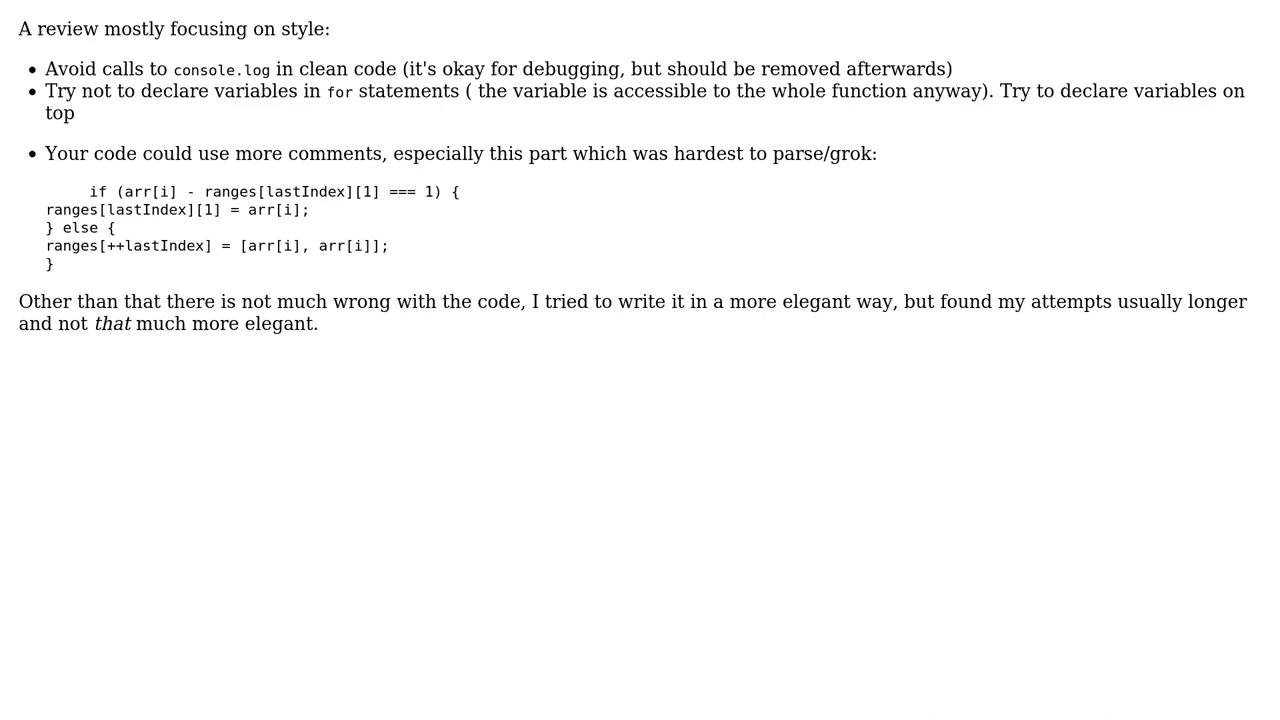 A review mostly focusing on style:
Avoid calls to console.log in clean code (it's okay for debugging, but should be removed afterwards)
Try not to declare variables in for statements ( the variable is accessible to the whole function anyway). Try to declare variables on
top
Your code could use more comments, especially this part which was hardest to parse/grok:
     if (arr[i] - ranges[lastIndex][1] === 1) {
ranges[lastIndex][1] = arr[i];
} else {
ranges[++lastIndex] = [arr[i], arr[i]];
}
Other than that there is not much wrong with the code, I tried to write it in a more elegant way, but found my attempts usually longer
and not that much more elegant.